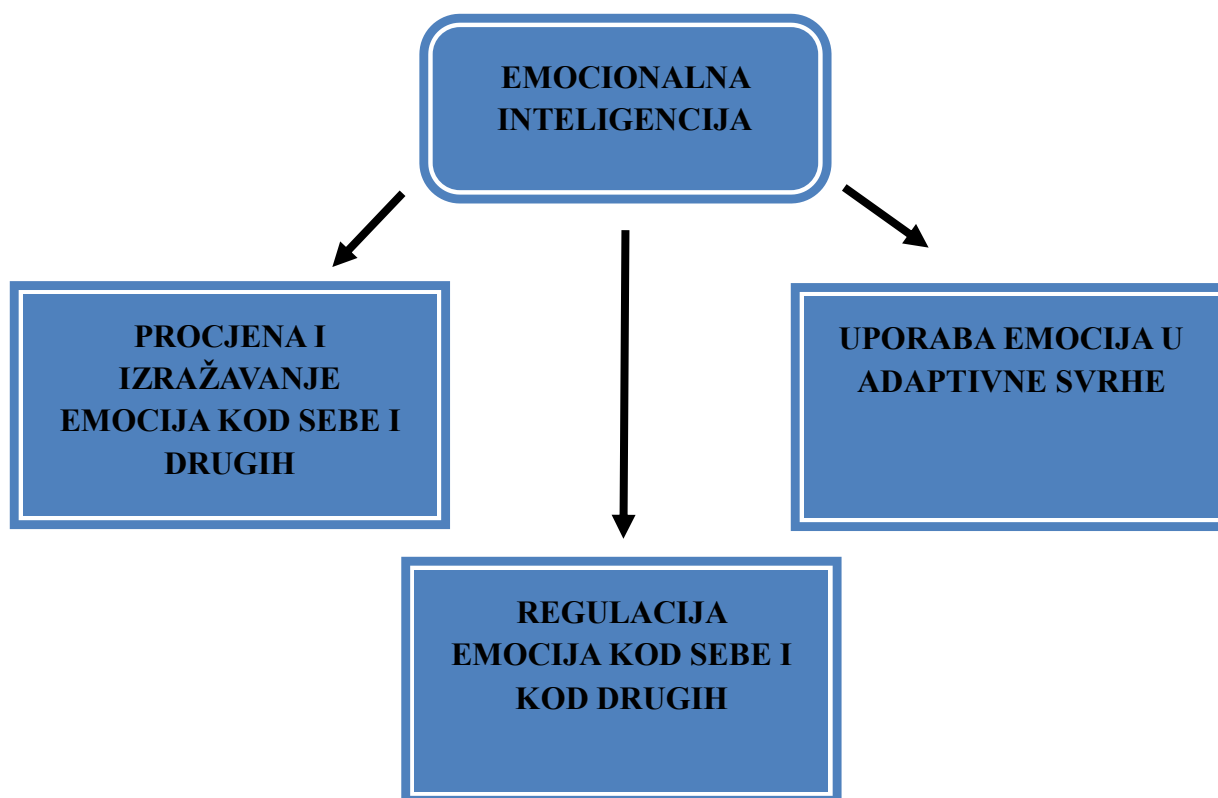 EMOCIONALNA
INTELIGENCIJA
PROCJENA I
IZRAŽAVANJE
EMOCIJA KOD SEBE I
DRUGIH
UPORABA EMOCIJA U
ADAPTIVNE SVRHE
REGULACIJA
EMOCIJA KOD SEBE I
KOD DRUGIH